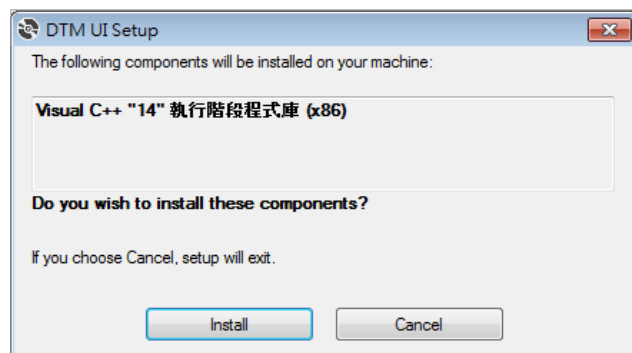 DTM UI Setup
The following components will be installed on your machine:
Visual C++ "14" 執行階段程式庫 (x86)
Do you wish to install these components?
If you choose Cancel, setup will exit.
Install
Cancel